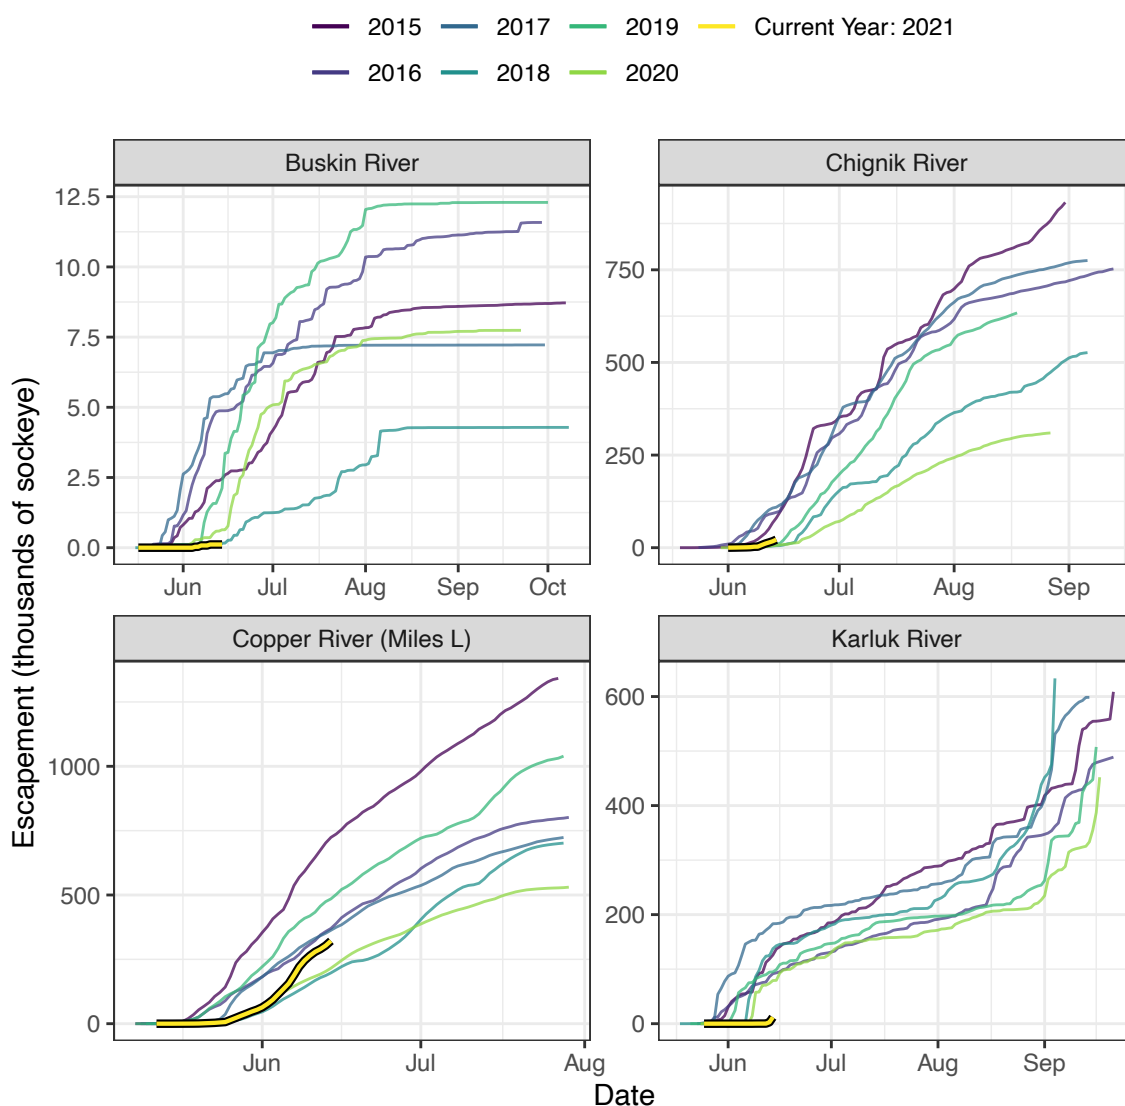 2015 2017 2019 Current Year: 2021
2016 2018 2020
Buskin River Chignik River
12.5
10.0
7.5
5.0
2.5
0.0
750
500
250
0
Jun Jul Aug Sep Oct
Jun Jul Aug Sep
Copper River (Miles L) Karluk River
1000
500
0
600
400
200
0
Jun Jul Aug
Jun Jul Aug Sep
Escapement (thousands of sockeye)
Date